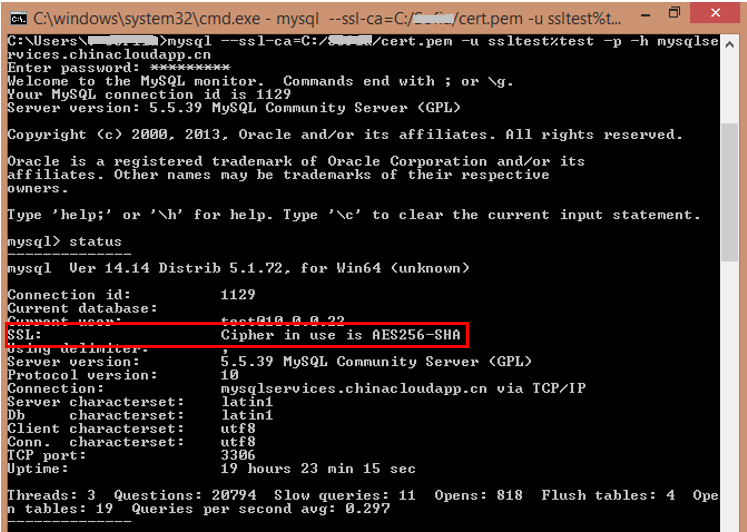 C:\windows\system32\cmd.exe - mysql --ssl-ca=C:/ /cert.pem -u ssltest%t...
C:\Users\ >mysql --ssl-ca=C:/ /cert.pem -u ssltest%test -p -h mysqlse
rvices.chinacloudapp.cn
Enter password: *********
Welcome to the MySQL monitor.  Commands end with ; or \g.
Your MySQL connection id is 1129
Server version: 5.5.39 MySQL Community Server (GPL)
Copyright (c) 2000, 2013, Oracle and/or its affiliates. All rights reserved.
Oracle is a registered trademark of Oracle Corporation and/or its
affiliates. Other names may be trademarks of their respective
owners.
Type 'help;' or '\h' for help. Type '\c' to clear the current input statement.
mysql> status
--------------
mysql  Ver 14.14 Distrib 5.1.72, for Win64 (unknown)
Connection id:          1129
Current database:
Current user:           test@10.0.0.22
SSL:                    Cipher in use is AES256-SHA
Using delimiter:        ;
Server version:         5.5.39 MySQL Community Server (GPL)
Protocol version:       10
Connection:             mysqlservices.chinacloudapp.cn via TCP/IP
Server characterset:    latin1
Db     characterset:    latin1
Client characterset:    utf8
Conn.  characterset:    utf8
TCP port:               3306
Uptime:                 19 hours 23 min 15 sec
Threads: 3  Questions: 20794  Slow queries: 11  Opens: 818  Flush tables: 4  Ope
n tables: 19  Queries per second avg: 0.297
--------------